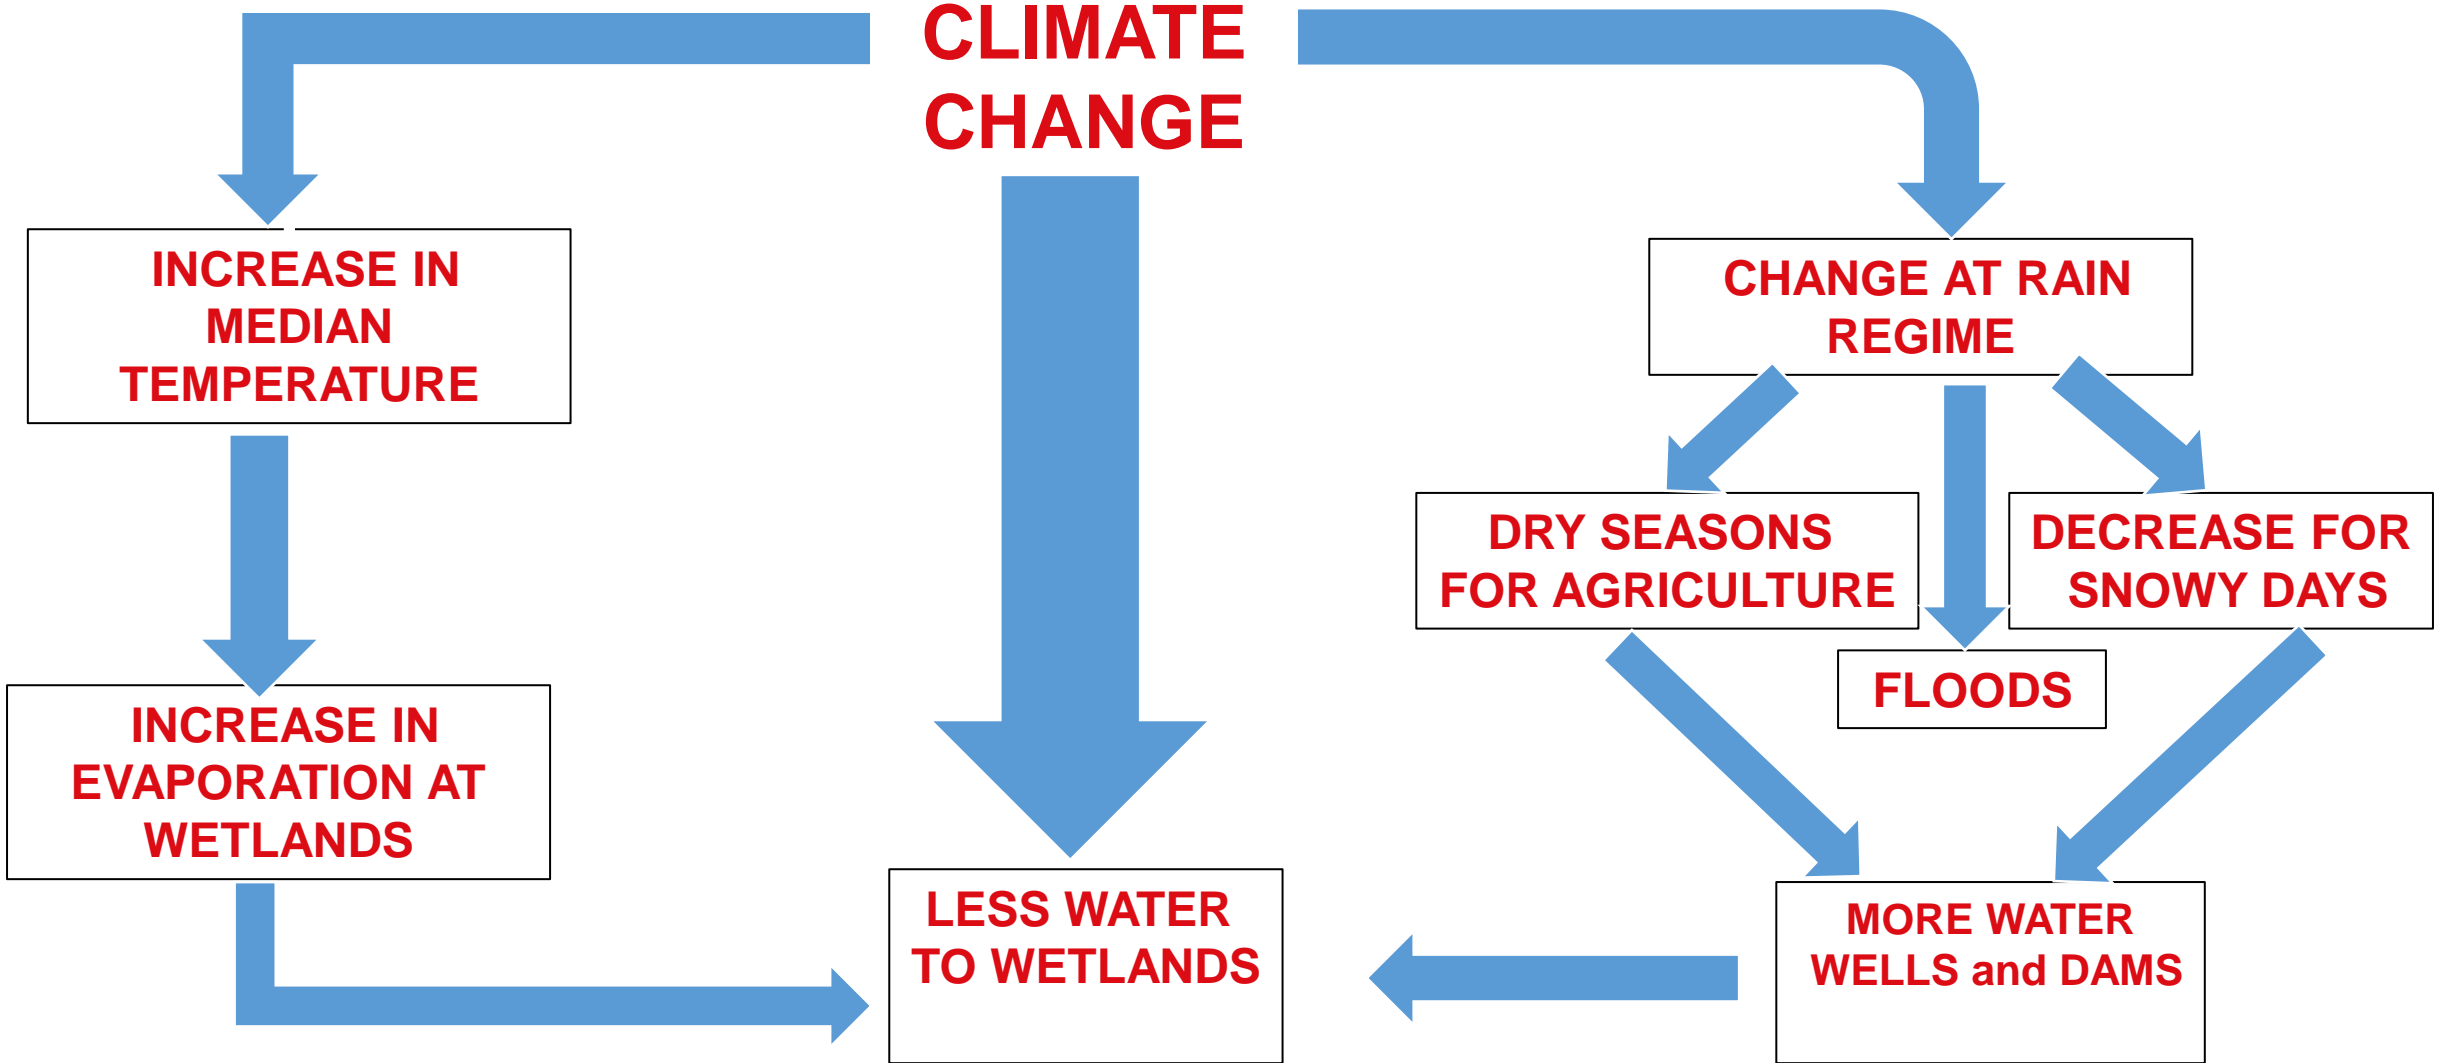 CLIMATE
CHANGE
INCREASE IN
MEDIAN
TEMPERATURE
CHANGE AT RAIN
REGIME
DRY SEASONS
FOR AGRICULTURE
DECREASE FOR
SNOWY DAYS
FLOODS
INCREASE IN
EVAPORATION AT
WETLANDS
LESS WATER
TO WETLANDS
MORE WATER
WELLS and DAMS